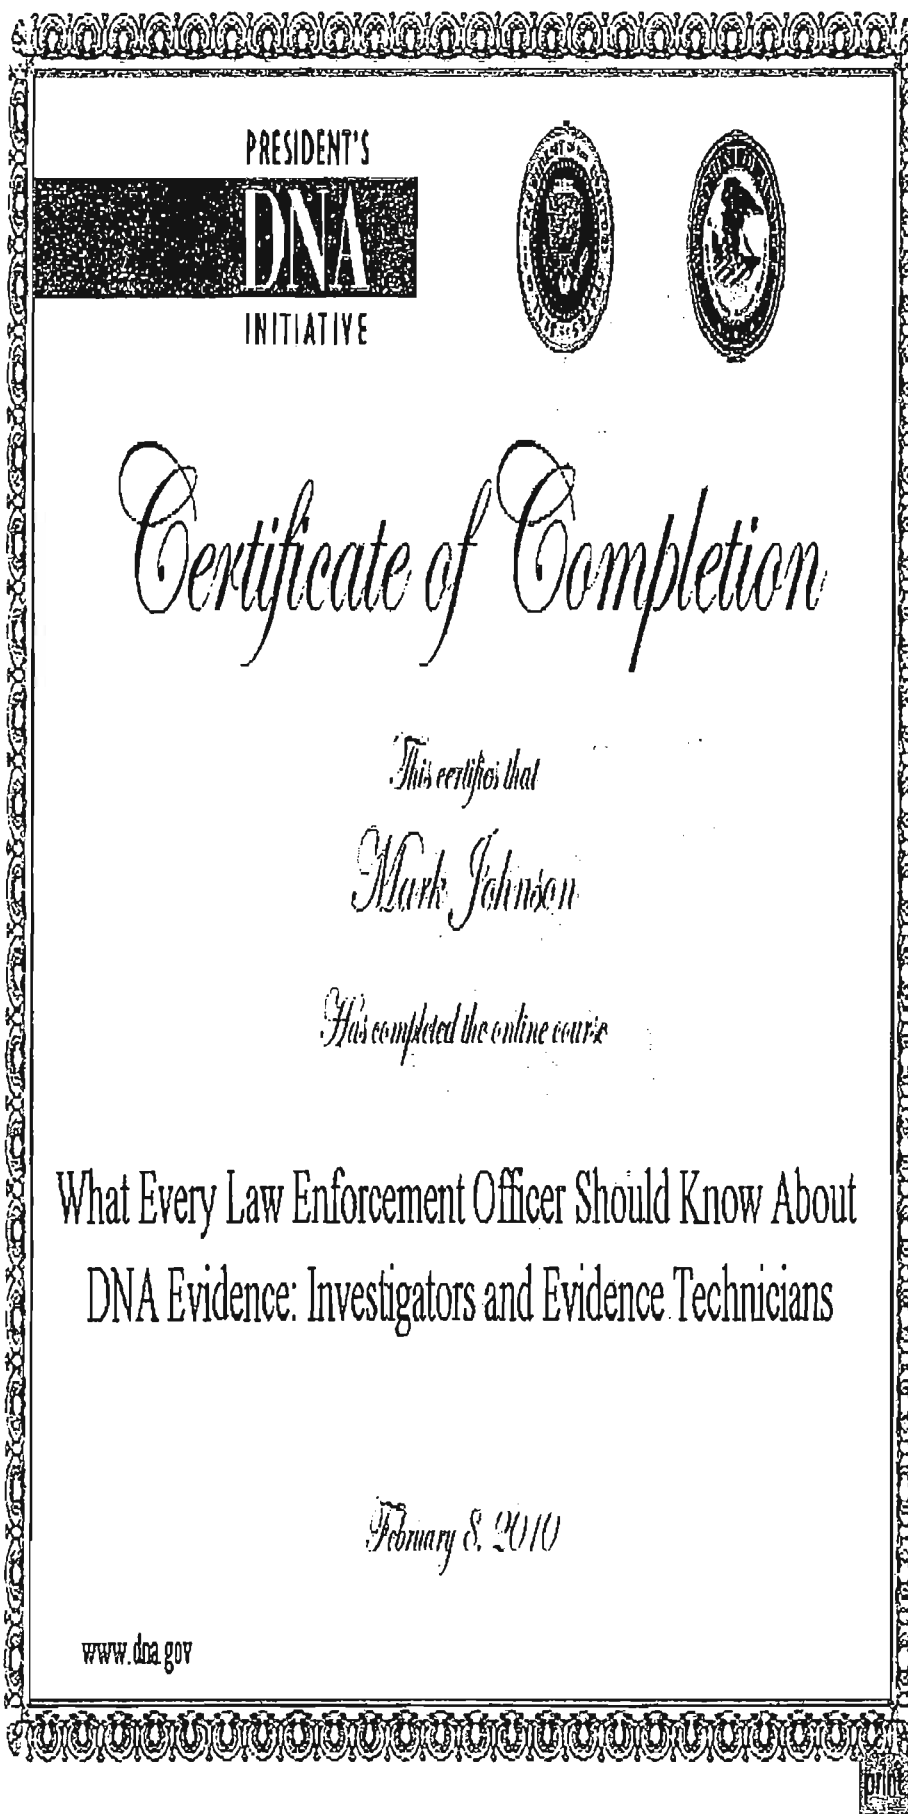 PRESIDENT'S
DNA
INITIATIVE
Certificate of Completion
This certifies that
Mark Johnson
Has completed the online course
What Every Law Enforcement Officer Should Know About
DNA Evidence: Investigators and Evidence Technicians
February 8, 2010
www.dna.gov
print